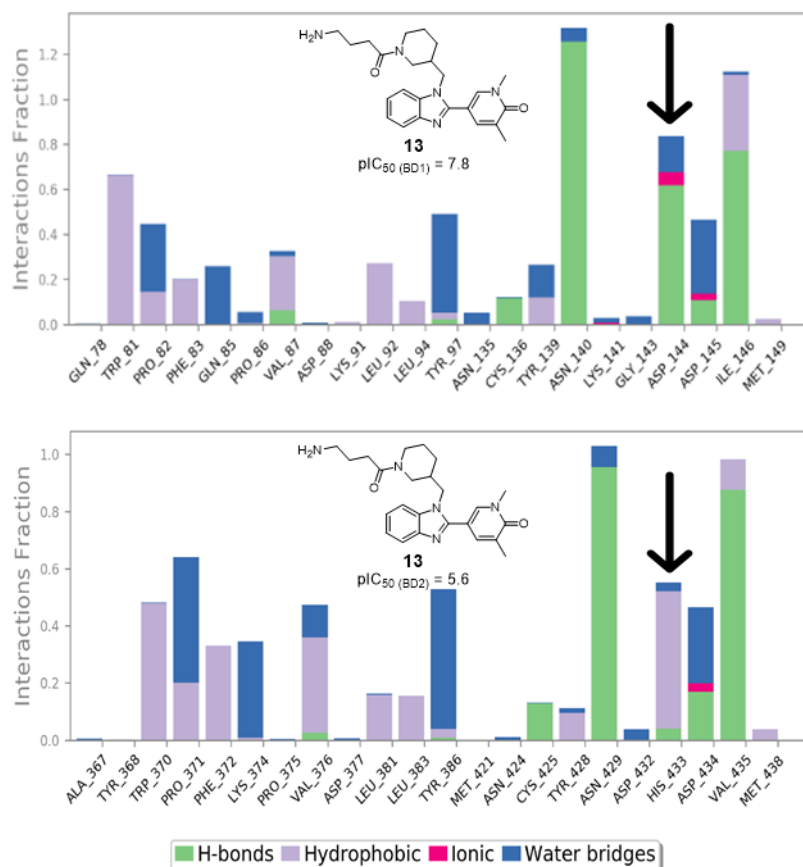 1.2
1.0
0.8
0.6
0.4
0.2
0.0
Interactions Fraction
H₂N
N
O
N
N
N
O
13
pIC50 (BD1) = 7.8
GLN_78
TRP_81
PRO_82
PHE_83
GLN_85
PRO_86
VAL_87
ASP_88
LYS_91
LEU_92
LEU_94
TYR_97
ASN_135
CYS_136
TYR_139
ASN_140
LYS_141
GLY_143
ASP_144
ASP_145
ILE_146
MET_149
1.0
0.8
0.6
0.4
0.2
0.0
Interactions Fraction
H₂N
N
O
N
N
N
O
13
pIC50 (BD2) = 5.6
ALA_367
TYR_368
TRP_370
PRO_371
PHE_372
LYS_374
PRO_375
VAL_376
ASP_377
LEU_381
LEU_383
TYR_386
MET_421
ASN_424
CYS_425
TYR_428
ASN_429
ASP_432
HIS_433
ASP_434
VAL_435
MET_438
H-bonds Hydrophobic Ionic Water bridges